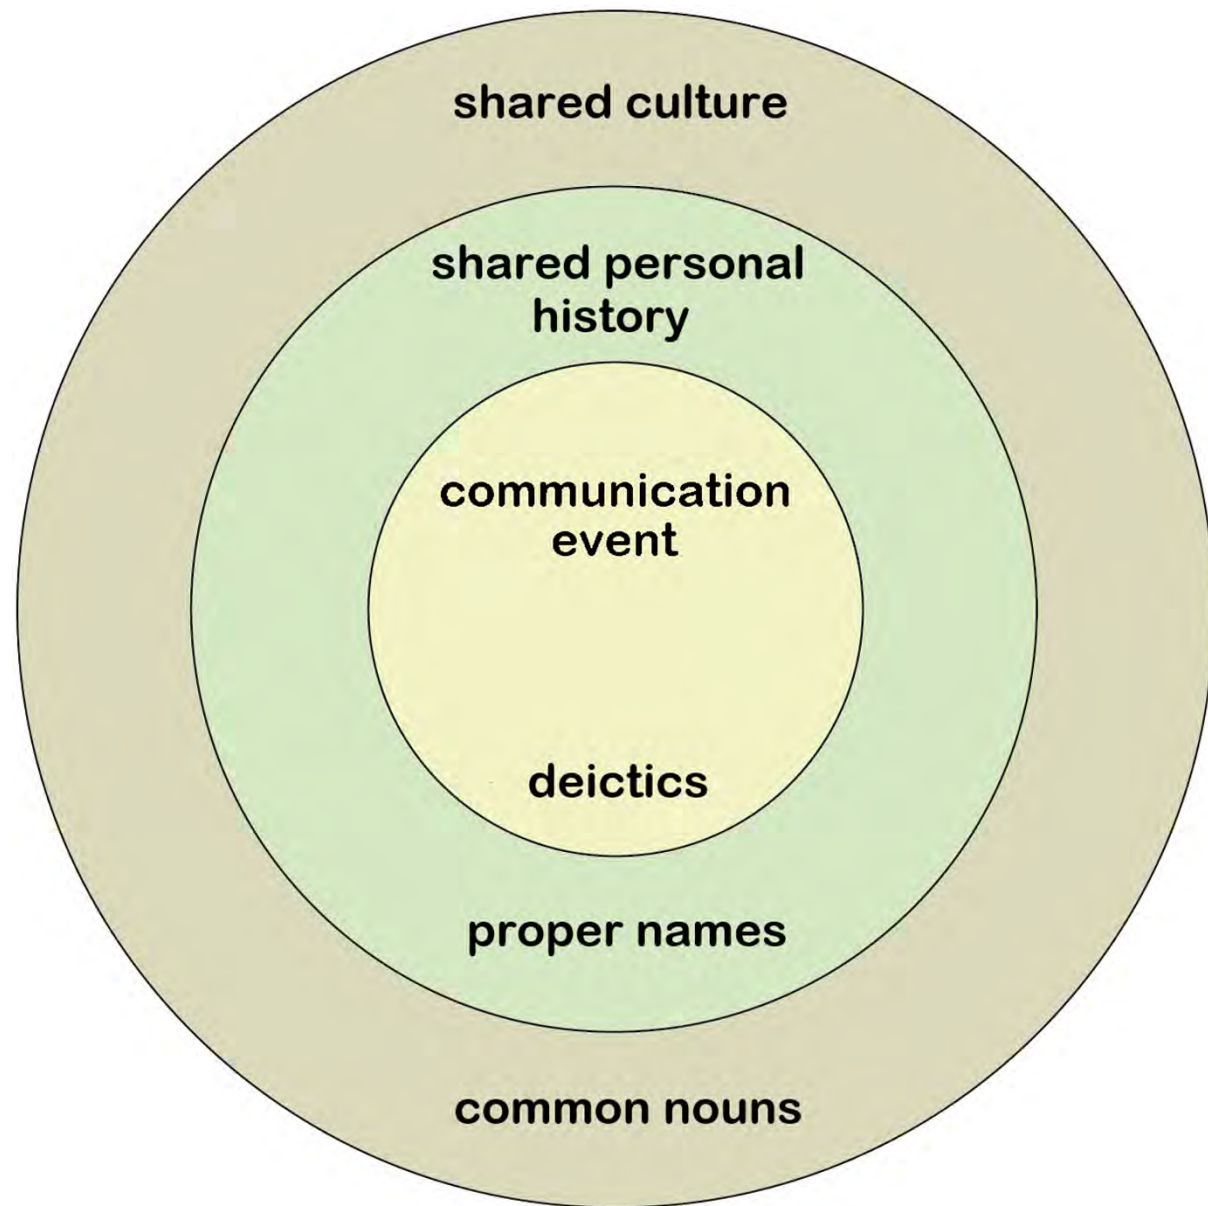 shared culture
shared personal
history
communication
event
deictics
proper names
common nouns